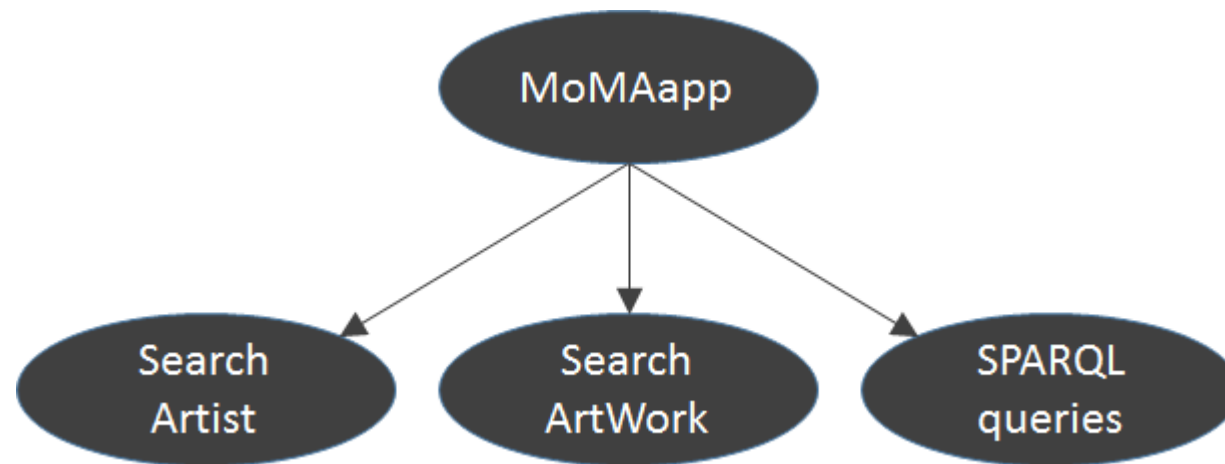 MoMAapp
Search
Artist
Search
ArtWork
SPARQL
queries